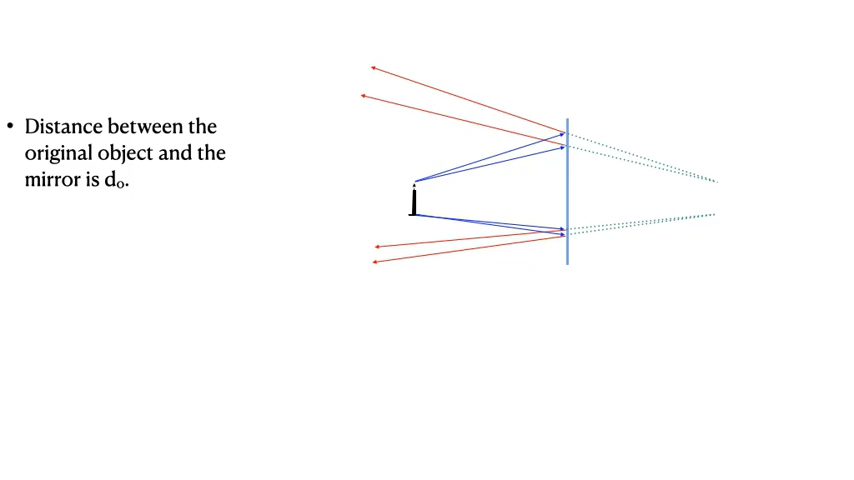 • Distance between the
original object and the
mirror is dₒ.